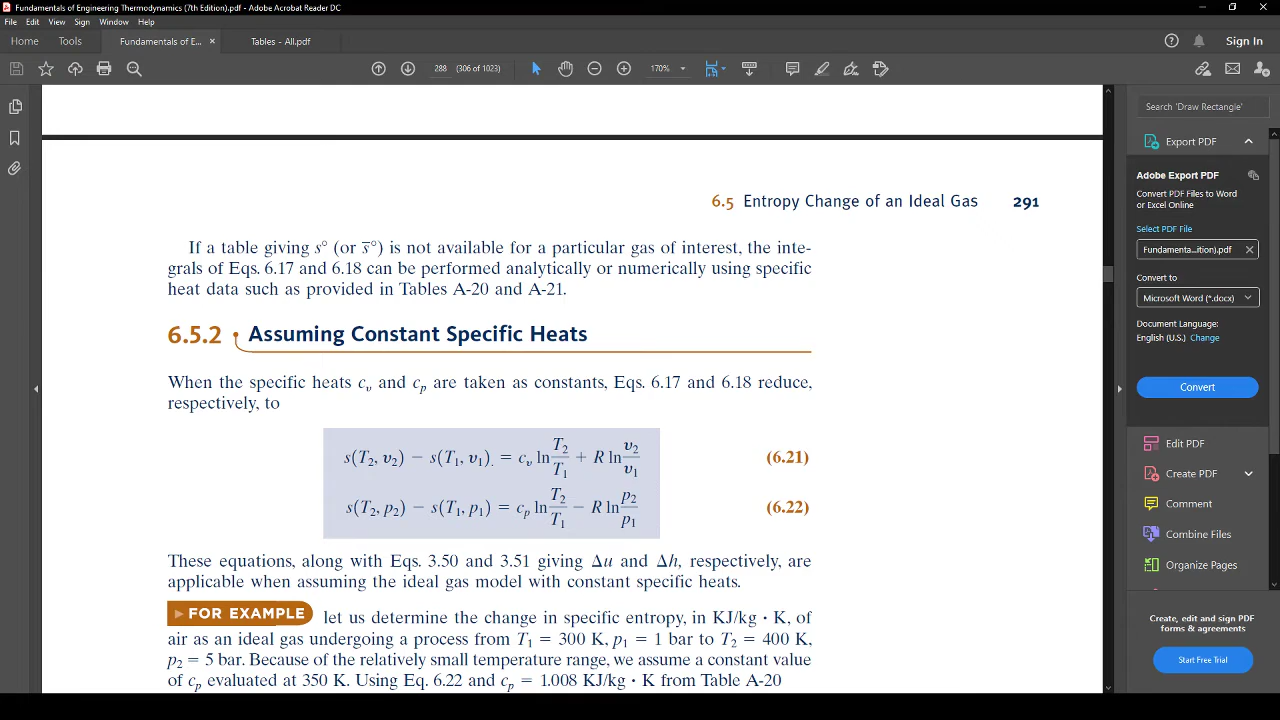 Fundamentals of Engineering Thermodynamics (7th Edition).pdf - Adobe Acrobat Reader DC
File Edit View Sign Window Help
Home Tools Fundamentals of E... × Tables - All.pdf Sign In
288 (306 of 1023) 170%
Search 'Draw Rectangle'
Export PDF
Adobe Export PDF
Convert PDF Files to Word
or Excel Online
Select PDF File
Fundamenta...ition).pdf
Convert to
Microsoft Word (*.docx)
Document Language:
English (U.S.) Change
Convert
Edit PDF
Create PDF
Comment
Combine Files
Organize Pages
Create, edit and sign PDF
forms & agreements
Start Free Trial
6.5 Entropy Change of an Ideal Gas 291
If a table giving s° (or s̅°) is not available for a particular gas of interest, the inte-
grals of Eqs. 6.17 and 6.18 can be performed analytically or numerically using specific
heat data such as provided in Tables A-20 and A-21.
6.5.2 • Assuming Constant Specific Heats
When the specific heats cᵥ and cₚ are taken as constants, Eqs. 6.17 and 6.18 reduce,
respectively, to
s(T₂, v₂) − s(T₁, v₁) = cᵥ ln T₂/T₁ + R ln v₂/v₁ (6.21)
s(T₂, p₂) − s(T₁, p₁) = cₚ ln T₂/T₁ − R ln p₂/p₁ (6.22)
These equations, along with Eqs. 3.50 and 3.51 giving Δu and Δh, respectively, are
applicable when assuming the ideal gas model with constant specific heats.
▶ FOR EXAMPLE let us determine the change in specific entropy, in KJ/kg · K, of
air as an ideal gas undergoing a process from T₁ = 300 K, p₁ = 1 bar to T₂ = 400 K,
p₂ = 5 bar. Because of the relatively small temperature range, we assume a constant value
of cₚ evaluated at 350 K. Using Eq. 6.22 and cₚ = 1.008 KJ/kg · K from Table A-20